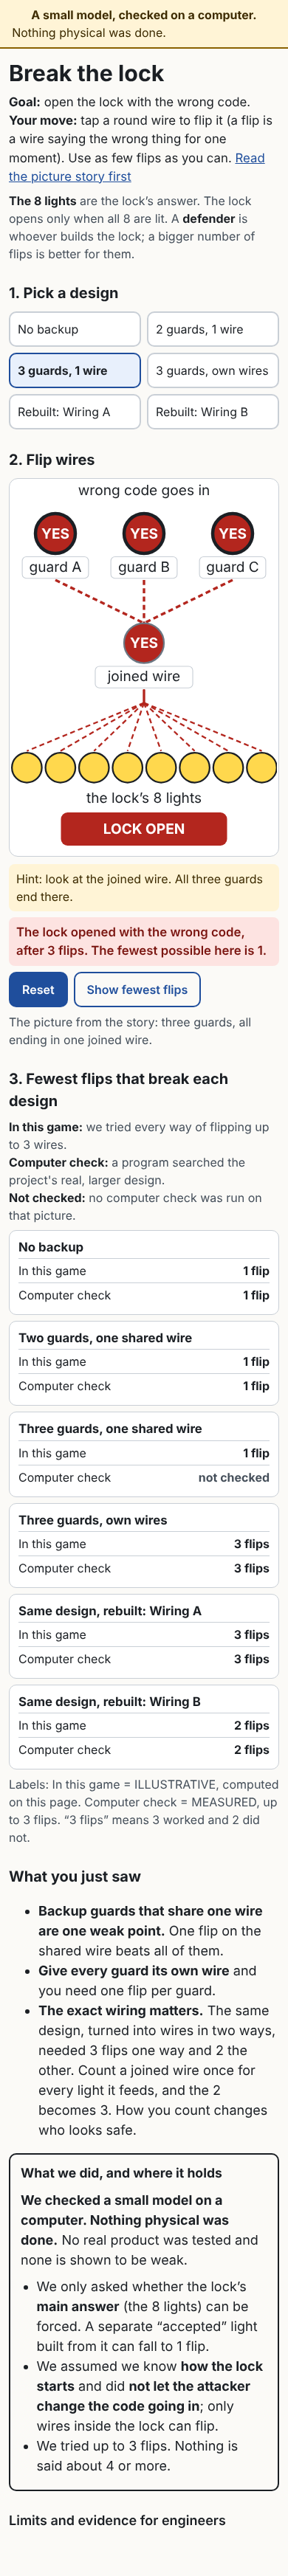 A small model, checked on a computer.
Nothing physical was done.
Break the lock
Goal: open the lock with the wrong code.
Your move: tap a round wire to flip it (a flip is
a wire saying the wrong thing for one
moment). Use as few flips as you can. Read
the picture story first
The 8 lights are the lock's answer. The lock
opens only when all 8 are lit. A defender is
whoever builds the lock; a bigger number of
flips is better for them.
1. Pick a design
No backup
2 guards, 1 wire
3 guards, 1 wire
3 guards, own wires
Rebuilt: Wiring A
Rebuilt: Wiring B
2. Flip wires
wrong code goes in
YES
YES
YES
guard A
guard B
guard C
YES
joined wire
the lock's 8 lights
LOCK OPEN
Hint: look at the joined wire. All three guards
end there.
The lock opened with the wrong code,
after 3 flips. The fewest possible here is 1.
Reset
Show fewest flips
The picture from the story: three guards, all
ending in one joined wire.
3. Fewest flips that break each
design
In this game: we tried every way of flipping up
to 3 wires.
Computer check: a program searched the
project's real, larger design.
Not checked: no computer check was run on
that picture.
No backup
In this game 1 flip
Computer check 1 flip
Two guards, one shared wire
In this game 1 flip
Computer check 1 flip
Three guards, one shared wire
In this game 1 flip
Computer check not checked
Three guards, own wires
In this game 3 flips
Computer check 3 flips
Same design, rebuilt: Wiring A
In this game 3 flips
Computer check 3 flips
Same design, rebuilt: Wiring B
In this game 2 flips
Computer check 2 flips
Labels: In this game = ILLUSTRATIVE, computed
on this page. Computer check = MEASURED, up
to 3 flips. “3 flips” means 3 worked and 2 did
not.
What you just saw
• Backup guards that share one wire
are one weak point. One flip on the
shared wire beats all of them.
• Give every guard its own wire and
you need one flip per guard.
• The exact wiring matters. The same
design, turned into wires in two ways,
needed 3 flips one way and 2 the
other. Count a joined wire once for
every light it feeds, and the 2
becomes 3. How you count changes
who looks safe.
What we did, and where it holds
We checked a small model on a
computer. Nothing physical was
done. No real product was tested and
none is shown to be weak.
• We only asked whether the lock's
main answer (the 8 lights) can be
forced. A separate “accepted” light
built from it can fall to 1 flip.
• We assumed we know how the lock
starts and did not let the attacker
change the code going in; only
wires inside the lock can flip.
• We tried up to 3 flips. Nothing is
said about 4 or more.
Limits and evidence for engineers